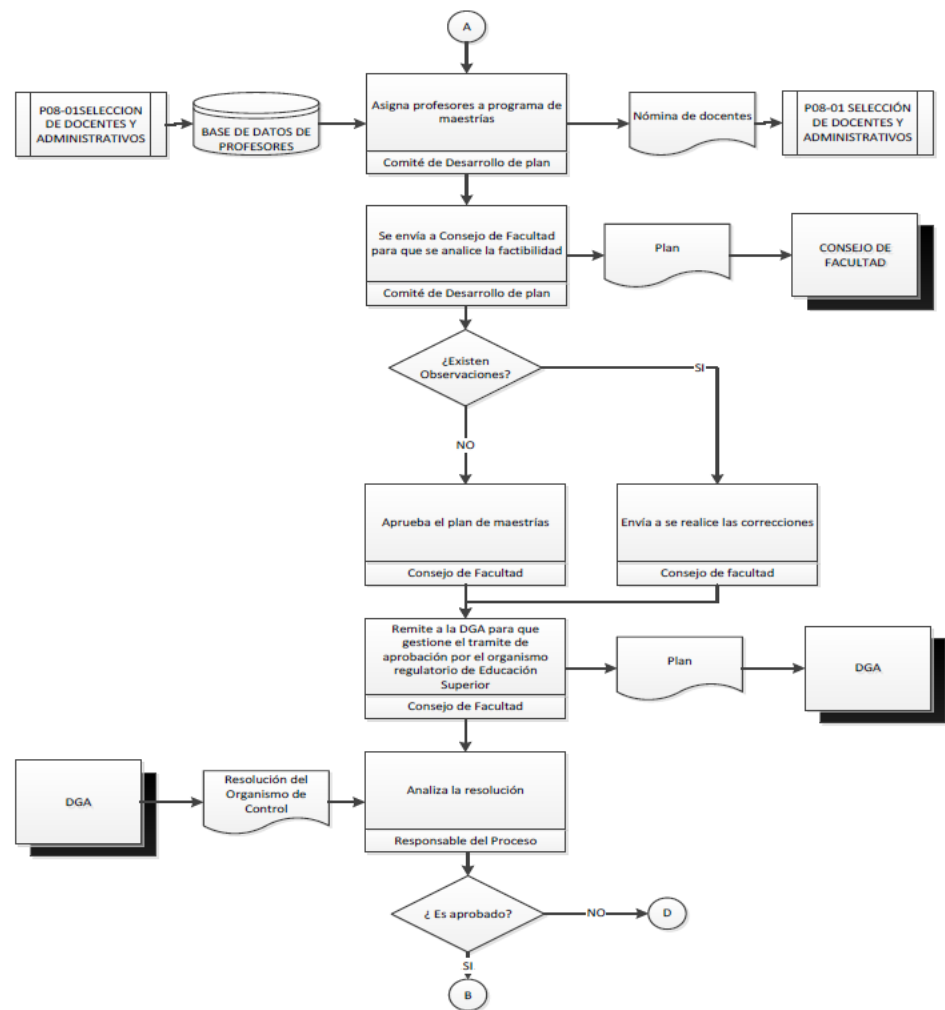 A
P08-01SELECCION
DE DOCENTES Y
ADMINISTRATIVOS
BASE DE DATOS DE
PROFESORES
Asigna profesores a programa de
maestrías
Comité de Desarrollo de plan
Nómina de docentes
P08-01 SELECCIÓN
DE DOCENTES Y
ADMINISTRATIVOS
Se envía a Consejo de Facultad
para que se analice la factibilidad
Comité de Desarrollo de plan
Plan
CONSEJO DE
FACULTAD
¿Existen
Observaciones?
SI
NO
Aprueba el plan de maestrías
Consejo de Facultad
Envía a se realice las correcciones
Consejo de facultad
Remite a la DGA para que
gestione el tramite de
aprobación por el organismo
regulatorio de Educación
Superior
Consejo de Facultad
Plan
DGA
DGA
Resolución del
Organismo de
Control
Analiza la resolución
Responsable del Proceso
¿ Es aprobado?
NO
D
SI
B